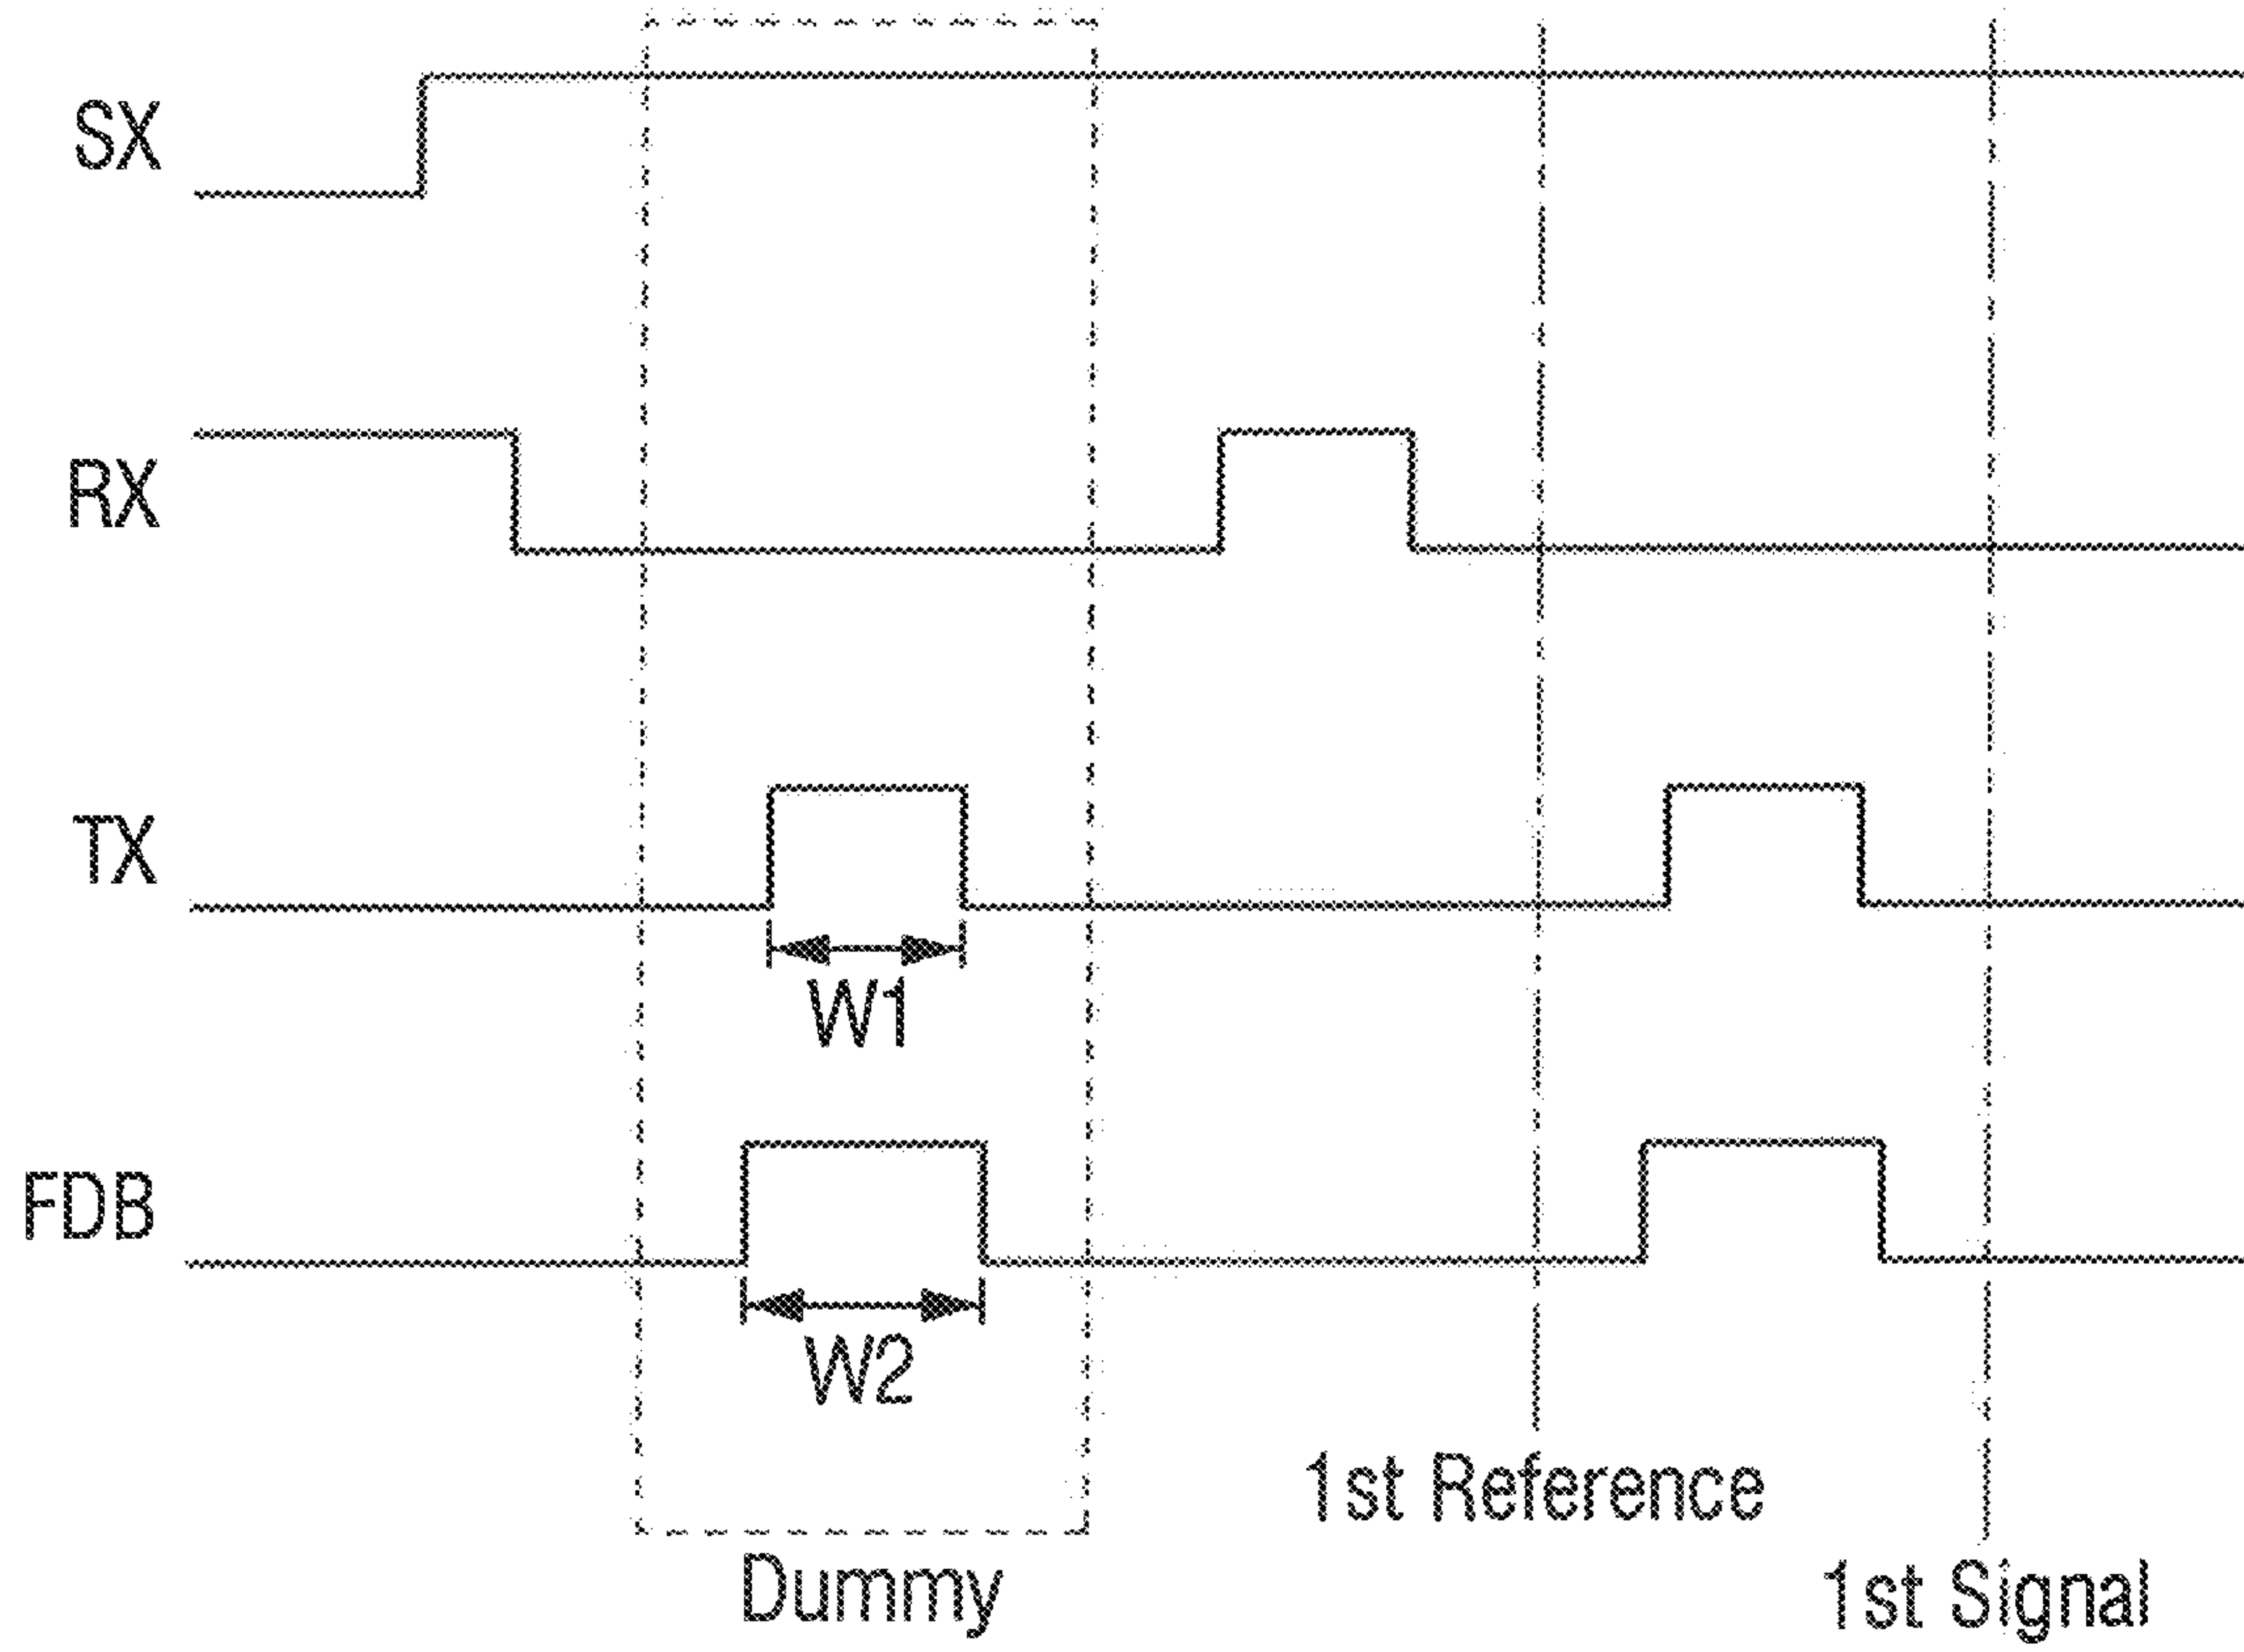 SX
RX
TX
W1
FDB
W2
1st Reference
Dummy
1st Signal